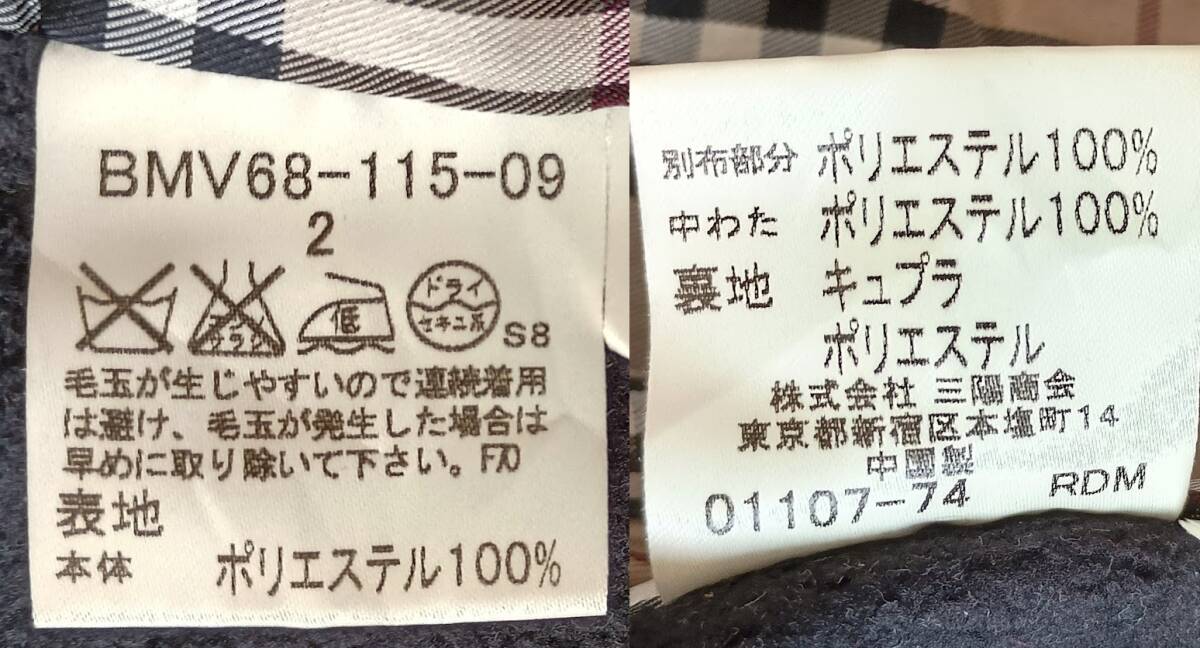 BMV68-115-09
2
低
ドライ
セキユ系
S8
毛玉が生じやすいので連続着用
は避け、毛玉が発生した場合は
早めに取り除いて下さい。
表地
本体 ポリエステル100%
別布部分 ポリエステル100%
中わた ポリエステル100%
裏地 キュプラ
ポリエステル
株式会社 三陽商会
東京都新宿区本塩町14
中国製
01107-74 RDM